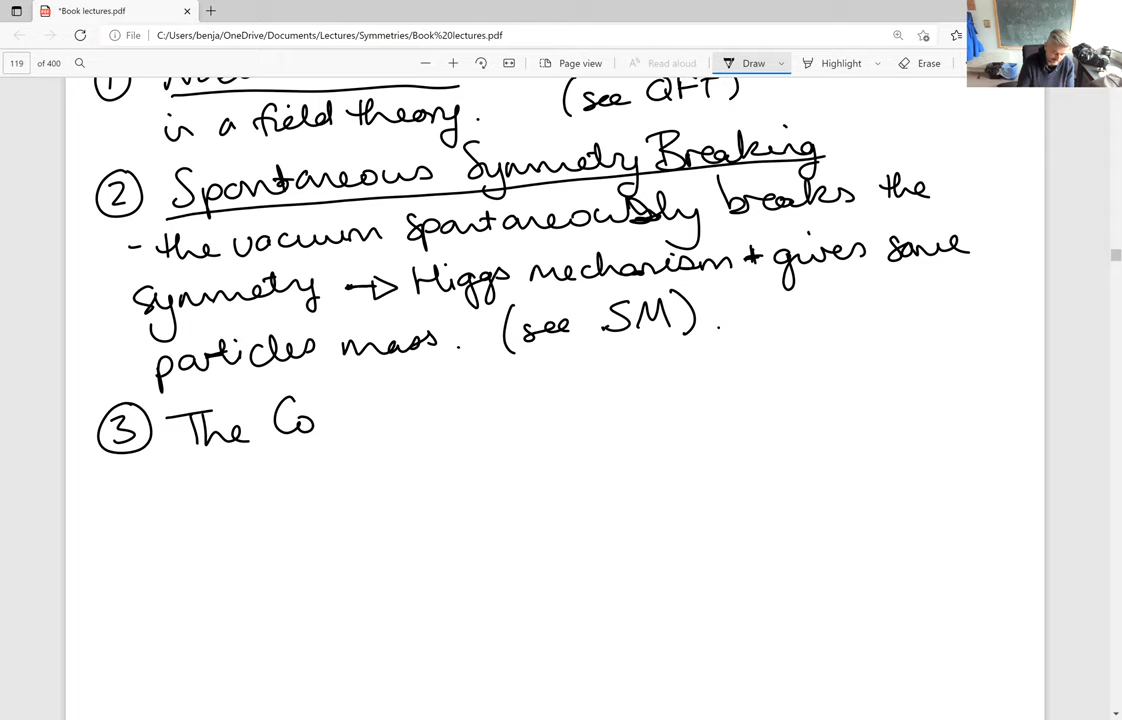 *Book lectures.pdf
File
C:/Users/benja/OneDrive/Documents/Lectures/Symmetries/Book%20lectures.pdf
119 of 400
Page view
Read aloud
Draw
Highlight
Erase
①
in a field theory. (see QFT)
② Spontaneous Symmetry Breaking
- the vacuum spontaneously breaks the
symmetry → Higgs mechanism + gives some
particles mass. (see SM).
③ The Co